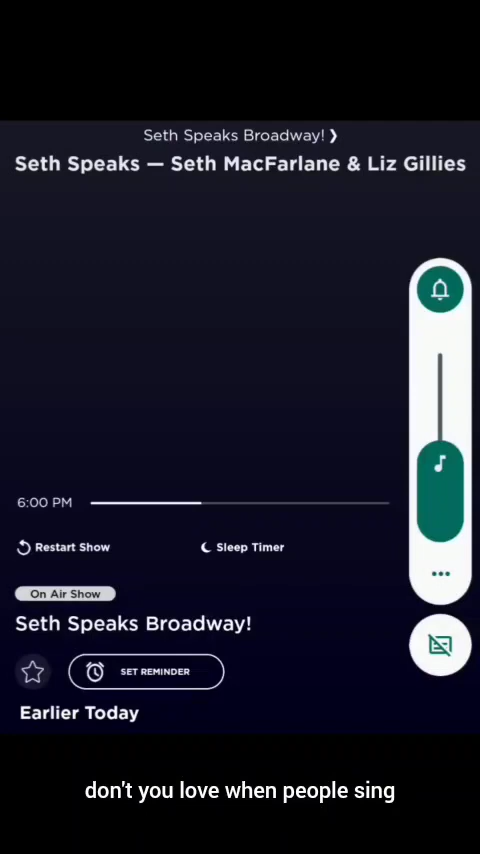 Seth Speaks Broadway! ❯
Seth Speaks — Seth MacFarlane & Liz Gillies
6:00 PM
Restart Show
Sleep Timer
On Air Show
Seth Speaks Broadway!
SET REMINDER
Earlier Today
don't you love when people sing